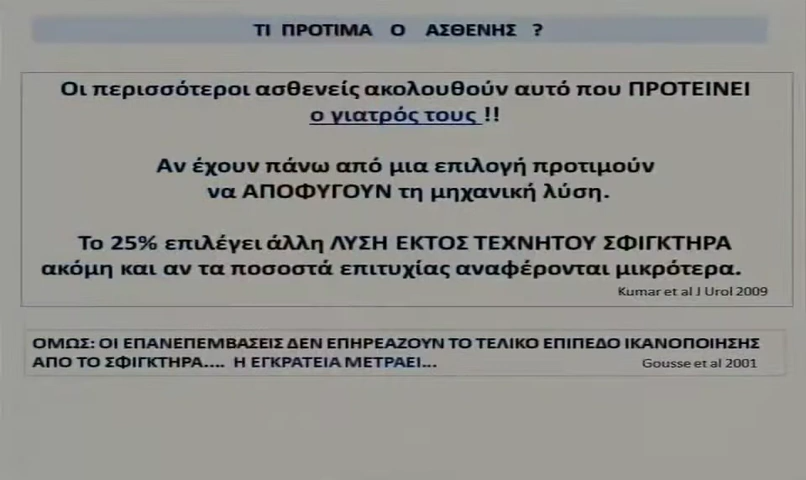 ΤΙ ΠΡΟΤΙΜΑ Ο ΑΣΘΕΝΗΣ ?
Οι περισσότεροι ασθενείς ακολουθούν αυτό που ΠΡΟΤΕΙΝΕΙ
ο γιατρός τους !!
Αν έχουν πάνω από μια επιλογή προτιμούν
να ΑΠΟΦΥΓΟΥΝ τη μηχανική λύση.
Το 25% επιλέγει άλλη ΛΥΣΗ ΕΚΤΟΣ ΤΕΧΝΗΤΟΥ ΣΦΙΓΚΤΗΡΑ
ακόμη και αν τα ποσοστά επιτυχίας αναφέρονται μικρότερα.
Kumar et al J Urol 2009
ΟΜΩΣ: ΟΙ ΕΠΑΝΕΠΕΜΒΑΣΕΙΣ ΔΕΝ ΕΠΗΡΕΑΖΟΥΝ ΤΟ ΤΕΛΙΚΟ ΕΠΙΠΕΔΟ ΙΚΑΝΟΠΟΙΗΣΗΣ
ΑΠΟ ΤΟ ΣΦΙΓΚΤΗΡΑ.... Η ΕΓΚΡΑΤΕΙΑ ΜΕΤΡΑΕΙ...
Gousse et al 2001